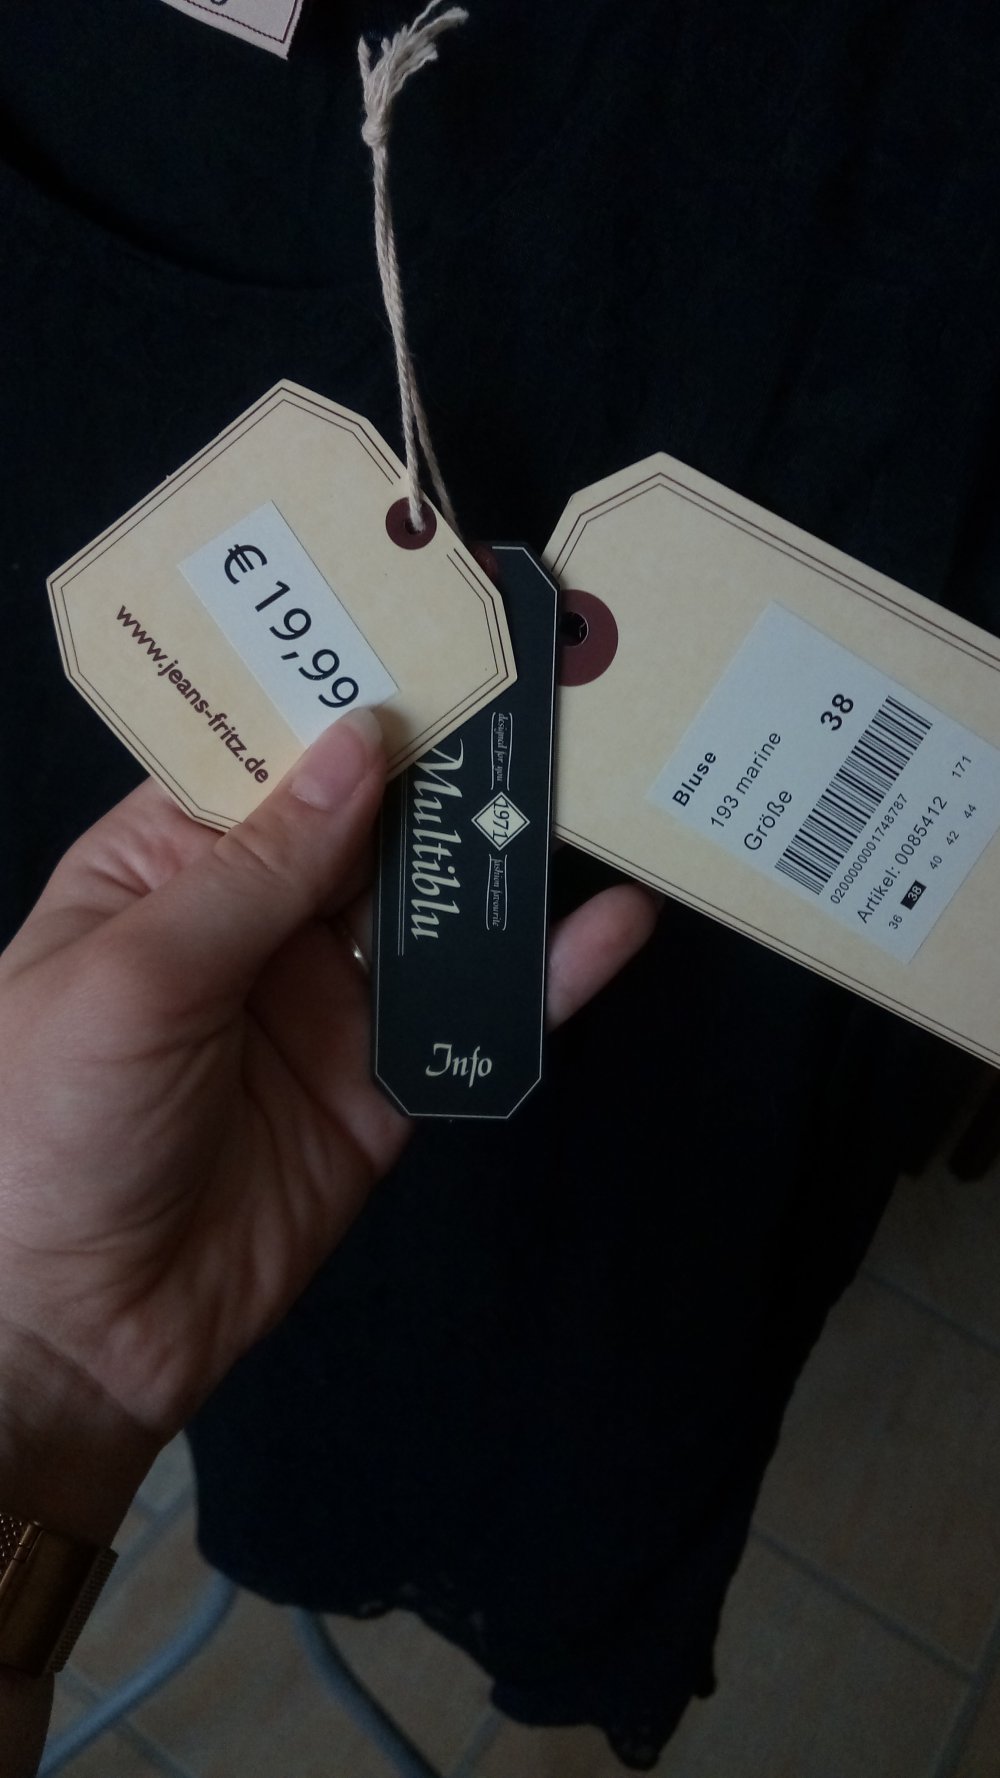 € 19,99
www.jeans-fritz.de
designed for you
1971
fashion favourite
Multiblu
Info
Bluse
193 marine
Größe 38
0200000001748787
Artikel: 0085412 171
36 38 40 42 44